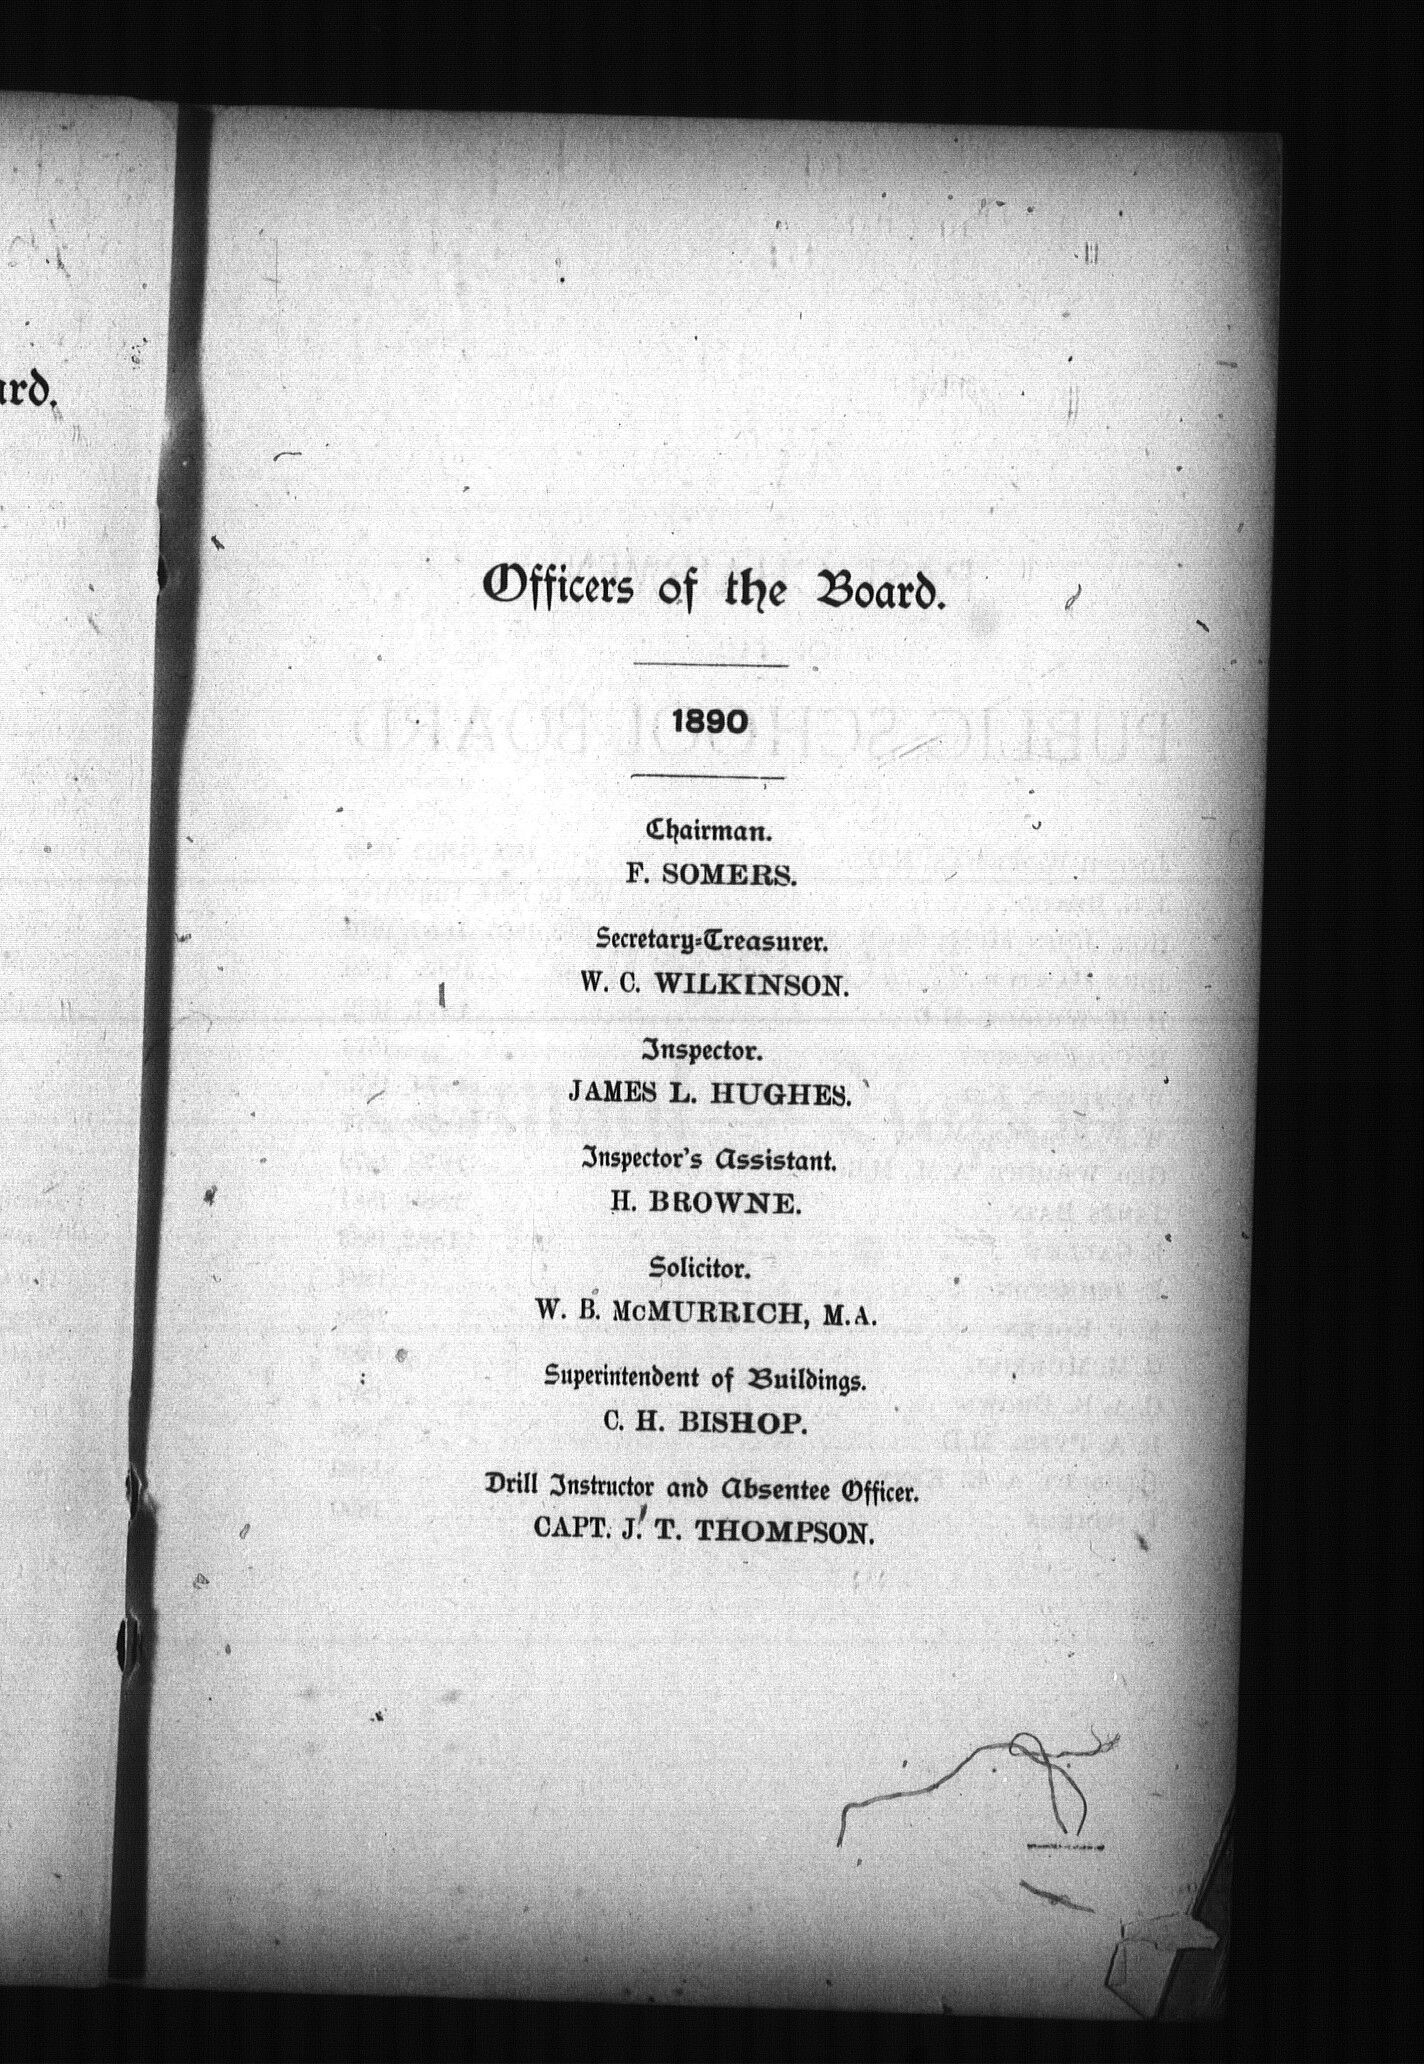 ard.
Officers of the Board.
1890
Chairman.
F. SOMERS.
Secretary-Treasurer.
W. C. WILKINSON.
Inspector.
JAMES L. HUGHES.
Inspector's Assistant.
H. BROWNE.
Solicitor.
W. B. McMURRICH, M.A.
Superintendent of Buildings.
C. H. BISHOP.
Drill Instructor and Absentee Officer.
CAPT. J. T. THOMPSON.